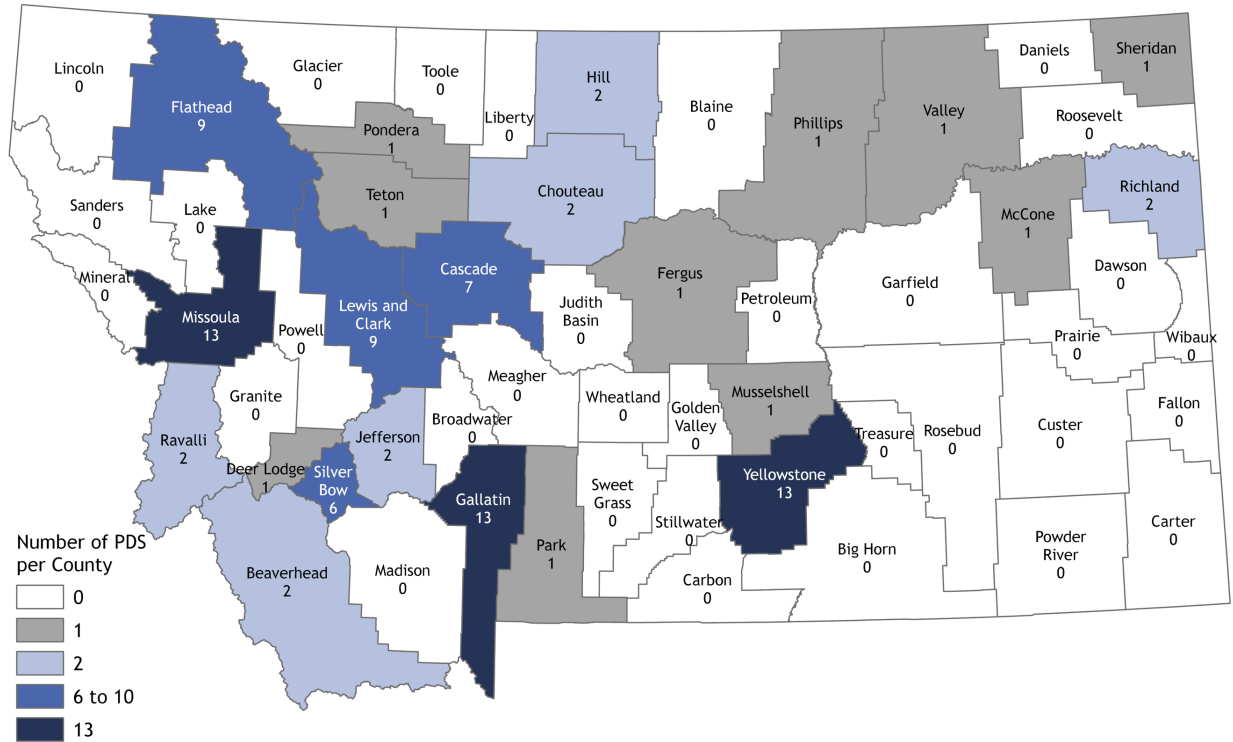 Lincoln
0
Flathead
9
Glacier
0
Toole
0
Liberty
0
Hill
2
Blaine
0
Phillips
1
Valley
1
Daniels
0
Sheridan
1
Roosevelt
0
Pondera
1
Teton
1
Chouteau
2
Sanders
0
Lake
0
McCone
1
Richland
2
Mineral
0
Missoula
13
Powell
0
Lewis and
Clark
9
Cascade
7
Judith
Basin
0
Fergus
1
Petroleum
0
Garfield
0
Dawson
0
Prairie
0
Wibaux
0
Granite
0
Meagher
0
Broadwater
0
Wheatland
0
Golden
Valley
0
Musselshell
1
Treasure
0
Rosebud
0
Custer
0
Fallon
0
Ravalli
2
Deer Lodge
1
Silver
Bow
6
Jefferson
2
Gallatin
13
Park
1
Sweet
Grass
0
Stillwater
0
Yellowstone
13
Big Horn
0
Powder
River
0
Carter
0
Carbon
0
Beaverhead
2
Madison
0
Number of PDS
per County
0
1
2
6 to 10
13